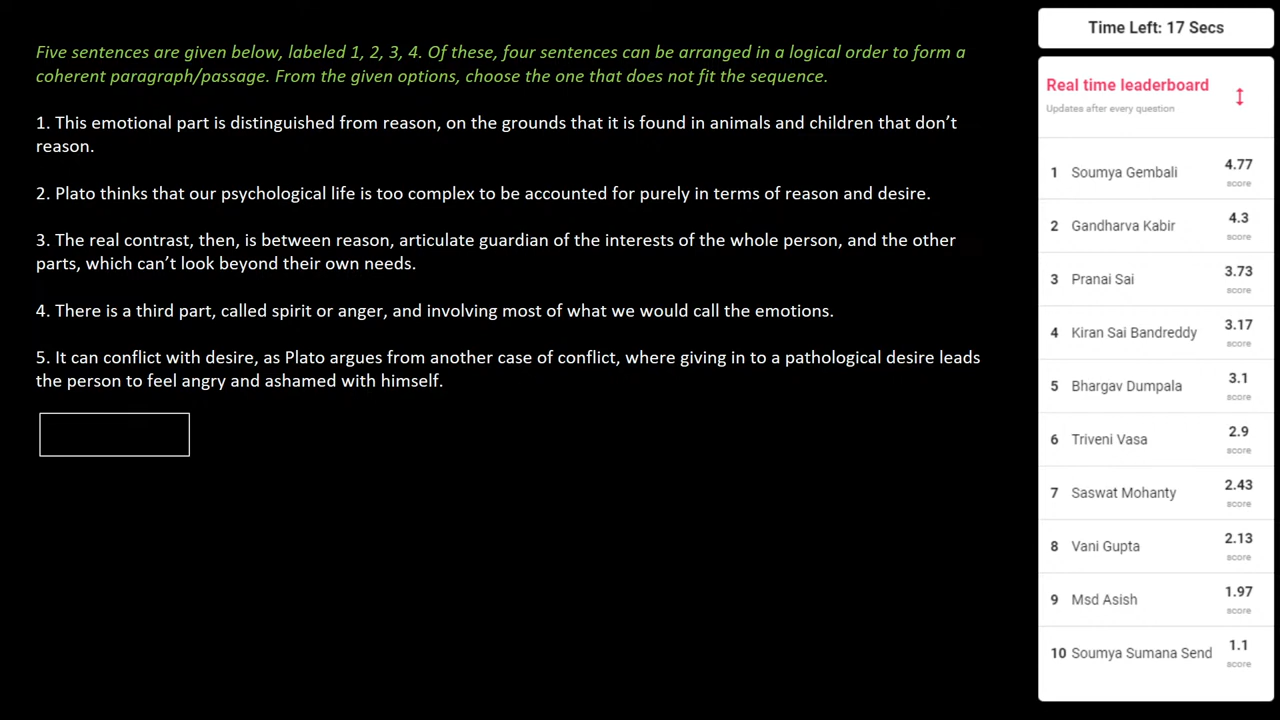 Five sentences are given below, labeled 1, 2, 3, 4. Of these, four sentences can be arranged in a logical order to form a
coherent paragraph/passage. From the given options, choose the one that does not fit the sequence.
1. This emotional part is distinguished from reason, on the grounds that it is found in animals and children that don’t
reason.
2. Plato thinks that our psychological life is too complex to be accounted for purely in terms of reason and desire.
3. The real contrast, then, is between reason, articulate guardian of the interests of the whole person, and the other
parts, which can’t look beyond their own needs.
4. There is a third part, called spirit or anger, and involving most of what we would call the emotions.
5. It can conflict with desire, as Plato argues from another case of conflict, where giving in to a pathological desire leads
the person to feel angry and ashamed with himself.
Time Left: 17 Secs
Real time leaderboard
Updates after every question
1 Soumya Gembali 4.77
score
2 Gandharva Kabir 4.3
score
3 Pranai Sai 3.73
score
4 Kiran Sai Bandreddy 3.17
score
5 Bhargav Dumpala 3.1
score
6 Triveni Vasa 2.9
score
7 Saswat Mohanty 2.43
score
8 Vani Gupta 2.13
score
9 Msd Asish 1.97
score
10 Soumya Sumana Send 1.1
score